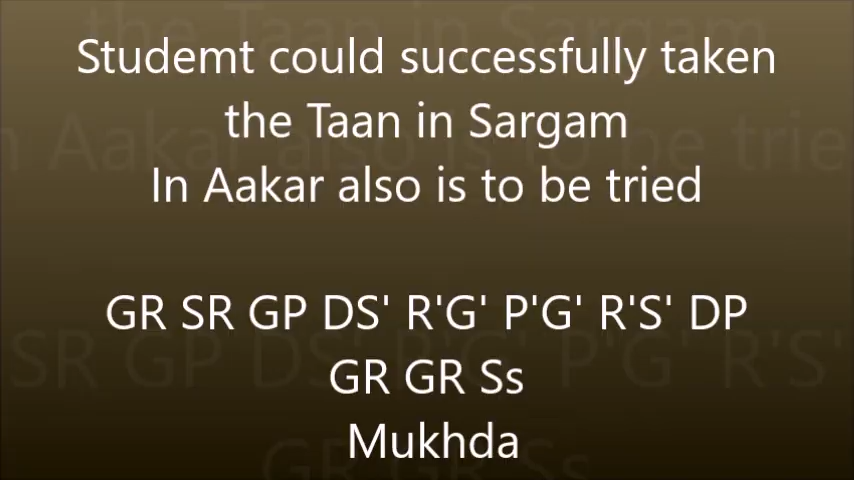 Studemt could successfully taken
the Taan in Sargam
In Aakar also is to be tried
GR SR GP DS' R'G' P'G' R'S' DP
GR GR Ss
Mukhda